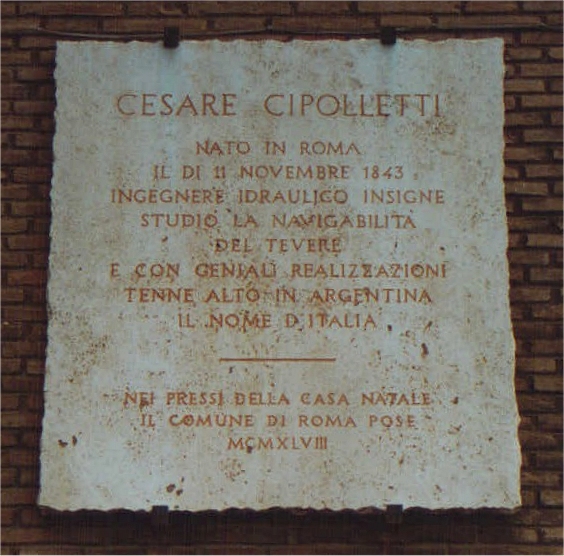 CESARE CIPOLLETTI
NATO IN ROMA
IL DI 11 NOVEMBRE 1843
INGEGNERE IDRAULICO INSIGNE
STUDIO LA NAVIGABILITA
DEL TEVERE
E CON GENIALI REALIZZAZIONI
TENNE ALTO IN ARGENTINA
IL NOME D'ITALIA
NEI PRESSI DELLA CASA NATALE
IL COMUNE DI ROMA POSE
MCMXLVIII